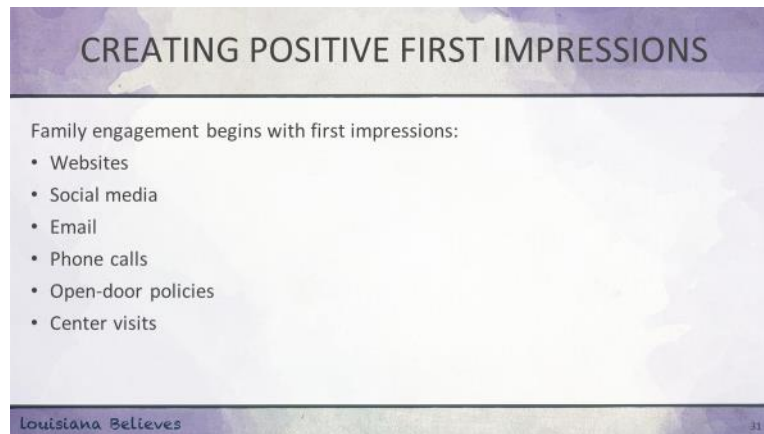 CREATING POSITIVE FIRST IMPRESSIONS
Family engagement begins with first impressions:
• Websites
• Social media
• Email
• Phone calls
• Open-door policies
• Center visits
Louisiana Believes
31